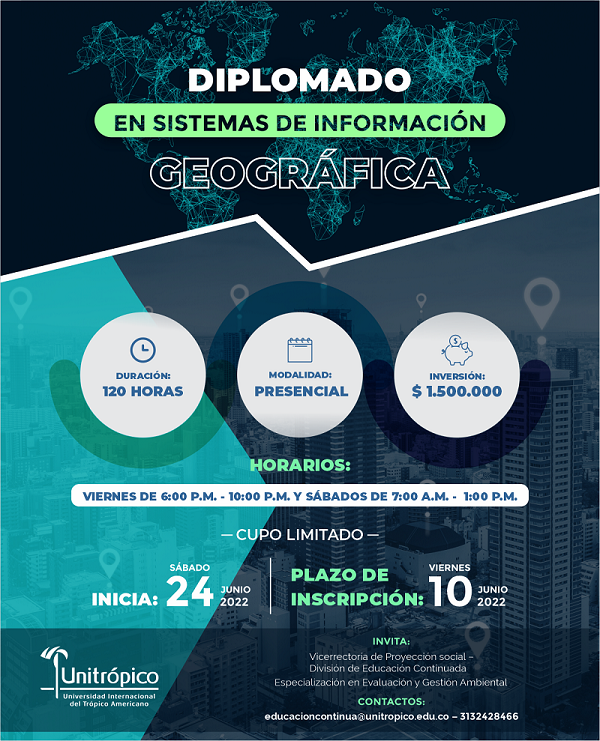 DIPLOMADO
EN SISTEMAS DE INFORMACIÓN
GEOGRÁFICA
DURACIÓN:
120 HORAS
MODALIDAD:
PRESENCIAL
INVERSIÓN:
$ 1.500.000
HORARIOS:
VIERNES DE 6:00 P.M. - 10:00 P.M. Y SÁBADOS DE 7:00 A.M. - 1:00 P.M.
— CUPO LIMITADO —
INICIA:
SÁBADO
24
JUNIO
2022
PLAZO DE
INSCRIPCIÓN:
VIERNES
10
JUNIO
2022
Unitrópico
Universidad Internacional
del Trópico Americano
INVITA:
Vicerrectoría de Proyección social –
División de Educación Continuada
Especialización en Evaluación y Gestión Ambiental
CONTACTOS:
educacioncontinua@unitropico.edu.co – 3132428466